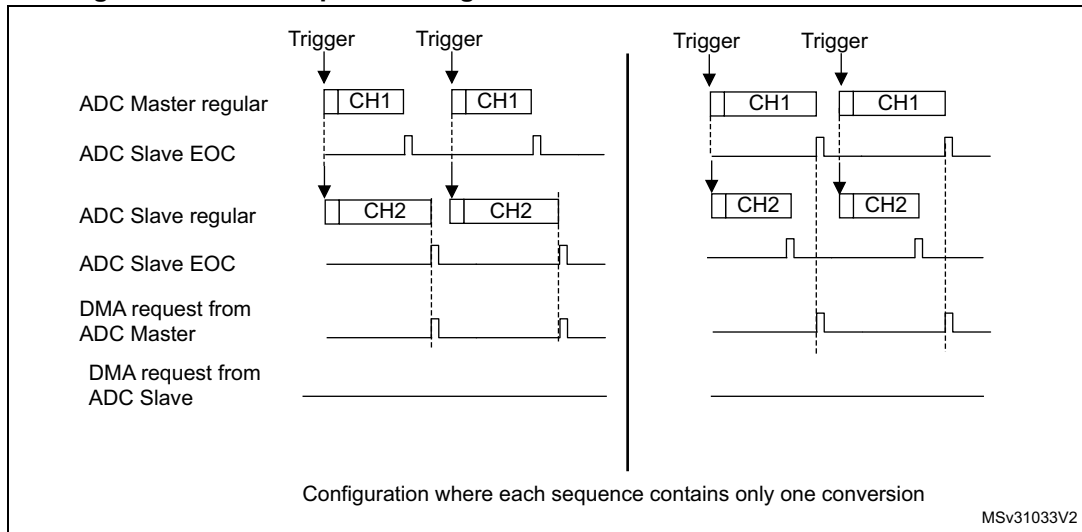 Trigger Trigger Trigger Trigger
ADC Master regular CH1 CH1 CH1 CH1
ADC Slave EOC
ADC Slave regular CH2 CH2 CH2 CH2
ADC Slave EOC
DMA request from
ADC Master
DMA request from
ADC Slave
Configuration where each sequence contains only one conversion
MSv31033V2